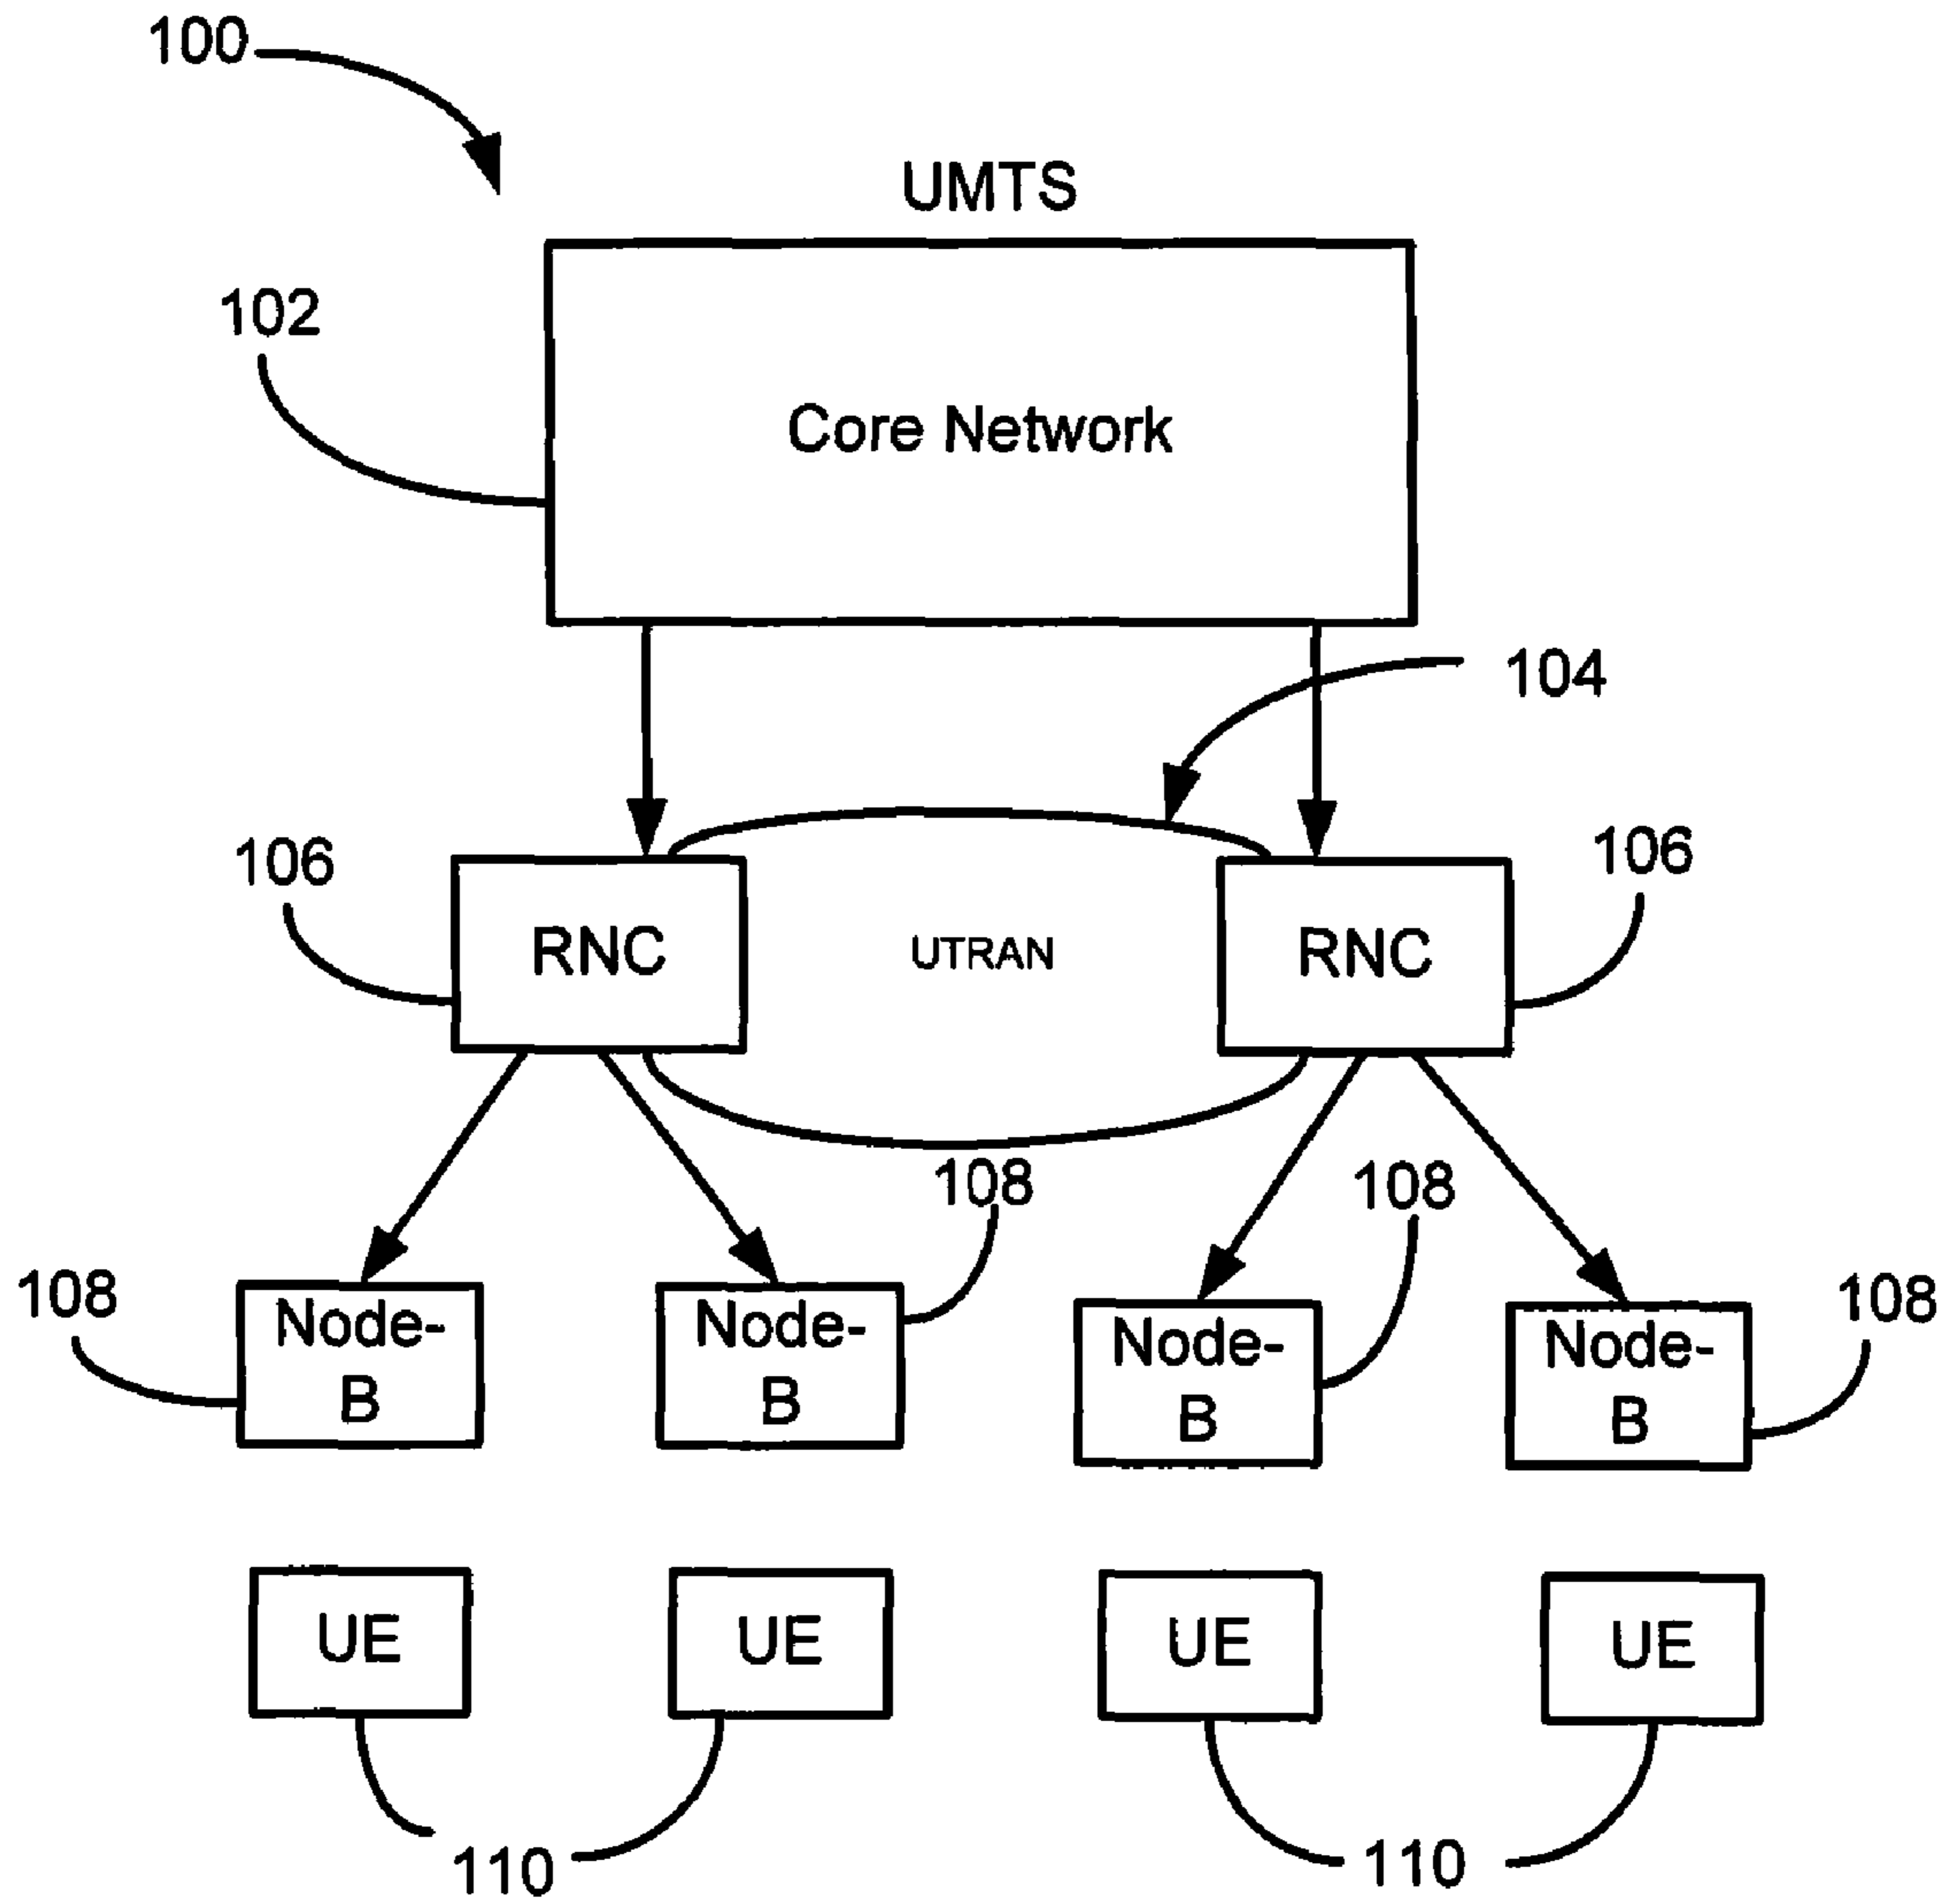 100
UMTS
102
Core Network
104
106
106
RNC
UTRAN
RNC
108
108
108
108
Node-
B
Node-
B
Node-
B
Node-
B
UE
UE
UE
UE
110
110